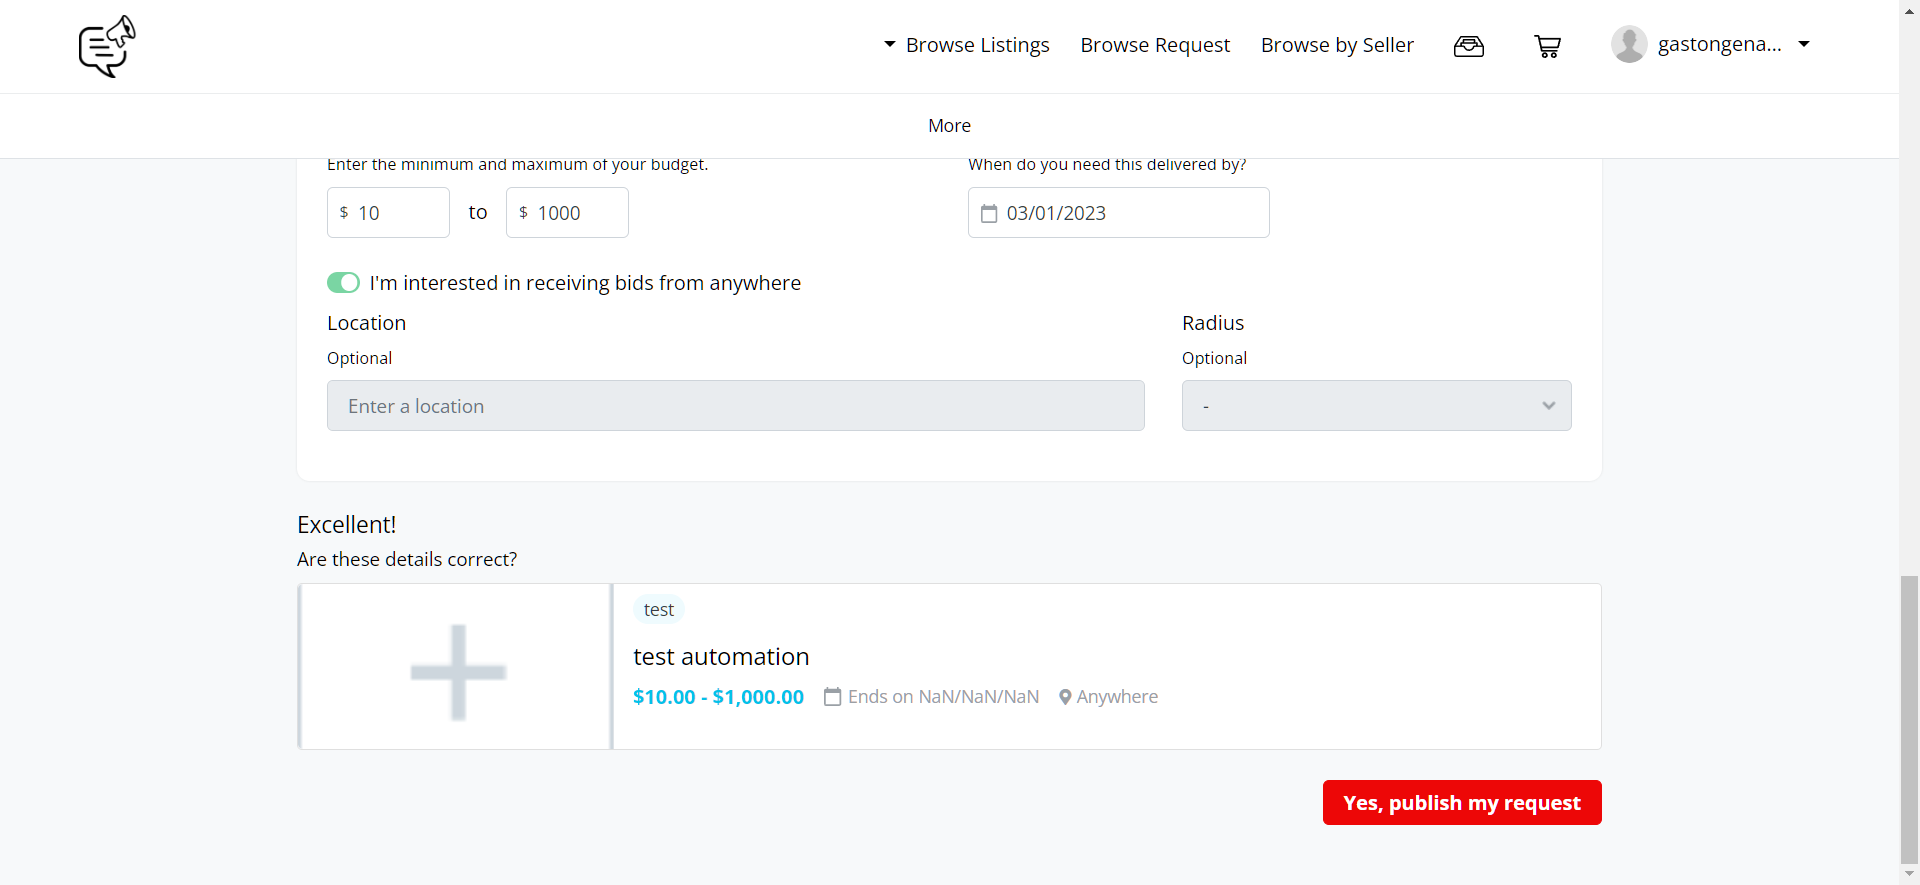 Browse Listings Browse Request Browse by Seller gastongena...
More
Enter the minimum and maximum of your budget. When do you need this delivered by?
$ 10 to $ 1000 03/01/2023
I'm interested in receiving bids from anywhere
Location Radius
Optional Optional
Enter a location -
Excellent!
Are these details correct?
test
test automation
$10.00 - $1,000.00 Ends on NaN/NaN/NaN Anywhere
Yes, publish my request